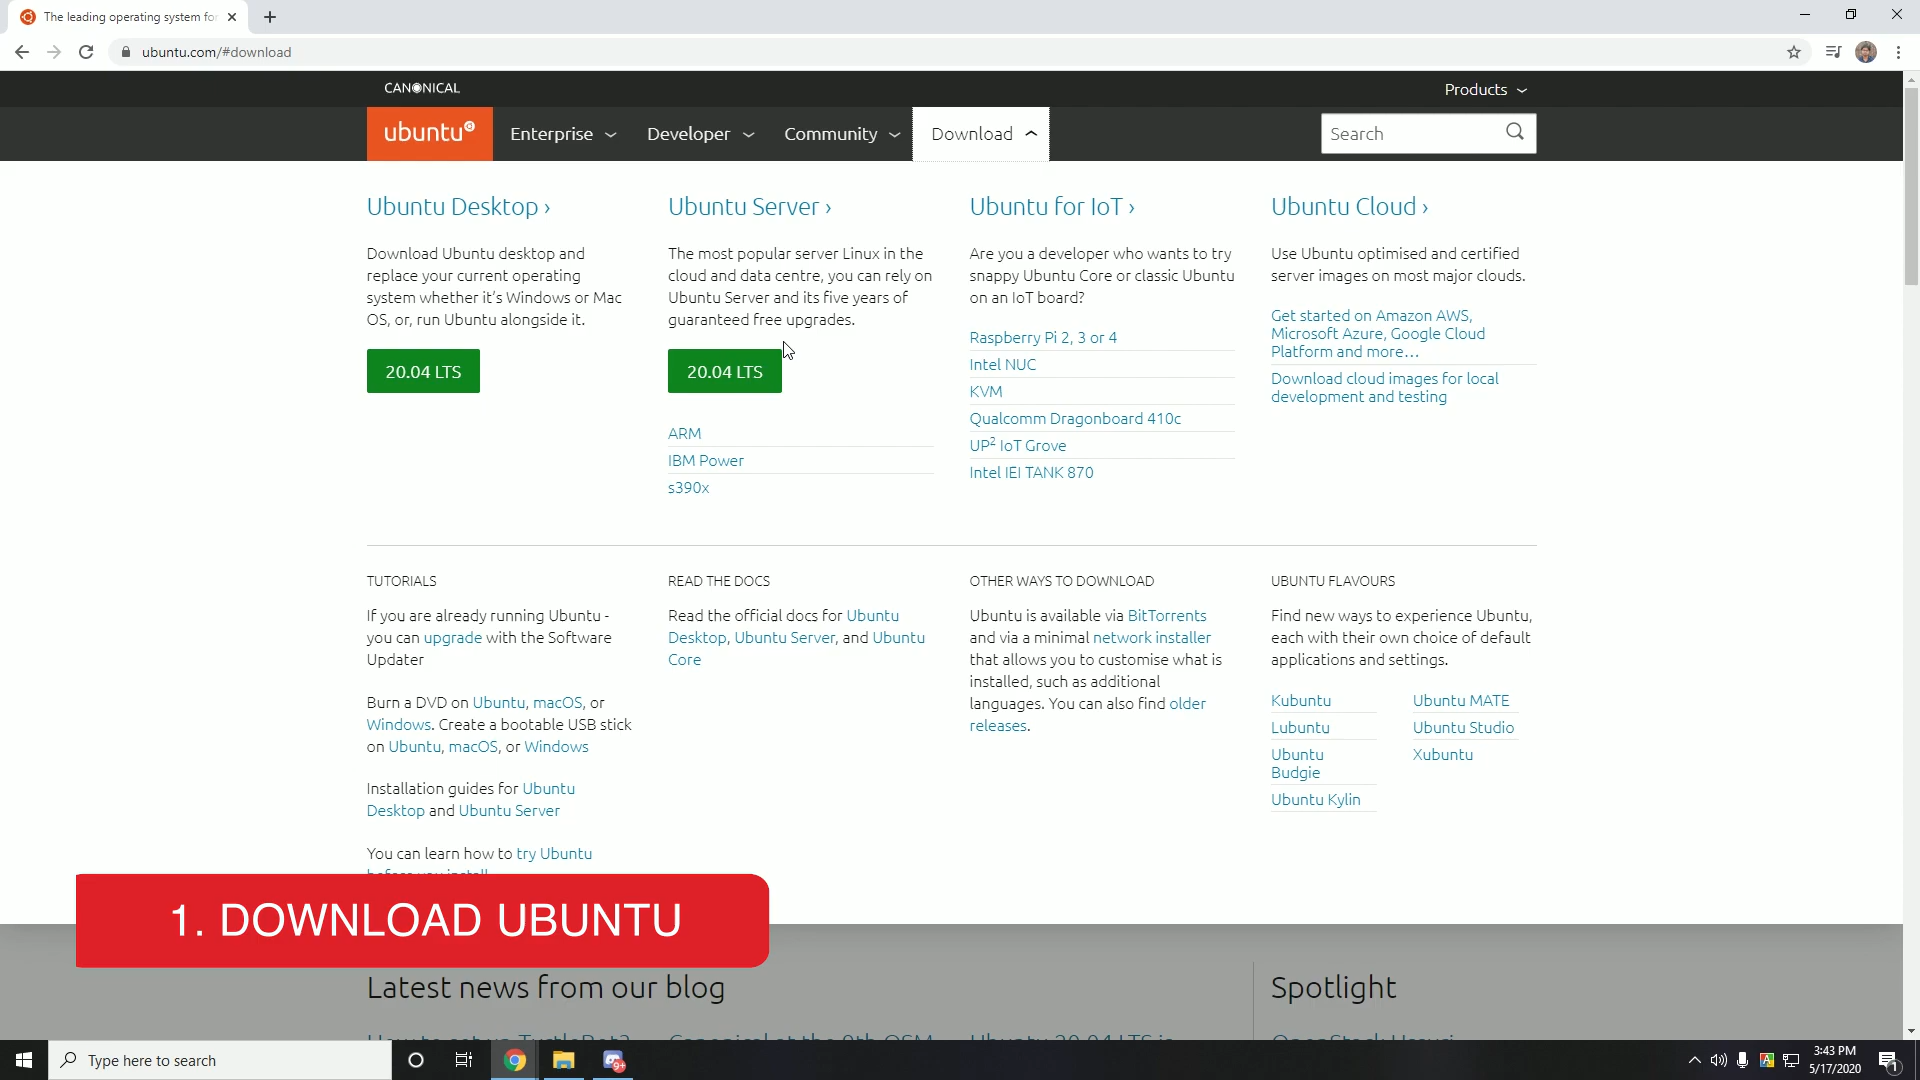 The leading operating system for
ubuntu.com/#download
CANONICAL
Products
ubuntu
Enterprise
Developer
Community
Download
Search
Ubuntu Desktop ›
Download Ubuntu desktop and
replace your current operating
system whether it’s Windows or Mac
OS, or, run Ubuntu alongside it.
20.04 LTS
Ubuntu Server ›
The most popular server Linux in the
cloud and data centre, you can rely on
Ubuntu Server and its five years of
guaranteed free upgrades.
20.04 LTS
ARM
IBM Power
s390x
Ubuntu for IoT ›
Are you a developer who wants to try
snappy Ubuntu Core or classic Ubuntu
on an IoT board?
Raspberry Pi 2, 3 or 4
Intel NUC
KVM
Qualcomm Dragonboard 410c
UP² IoT Grove
Intel IEI TANK 870
Ubuntu Cloud ›
Use Ubuntu optimised and certified
server images on most major clouds.
Get started on Amazon AWS,
Microsoft Azure, Google Cloud
Platform and more…
Download cloud images for local
development and testing
TUTORIALS
If you are already running Ubuntu -
you can upgrade with the Software
Updater
Burn a DVD on Ubuntu, macOS, or
Windows. Create a bootable USB stick
on Ubuntu, macOS, or Windows
Installation guides for Ubuntu
Desktop and Ubuntu Server
You can learn how to try Ubuntu
before you install
READ THE DOCS
Read the official docs for Ubuntu
Desktop, Ubuntu Server, and Ubuntu
Core
OTHER WAYS TO DOWNLOAD
Ubuntu is available via BitTorrents
and via a minimal network installer
that allows you to customise what is
installed, such as additional
languages. You can also find older
releases.
UBUNTU FLAVOURS
Find new ways to experience Ubuntu,
each with their own choice of default
applications and settings.
Kubuntu
Lubuntu
Ubuntu
Budgie
Ubuntu Kylin
Ubuntu MATE
Ubuntu Studio
Xubuntu
1. DOWNLOAD UBUNTU
Latest news from our blog
Spotlight
Type here to search
9+
A
3:43 PM
5/17/2020
1